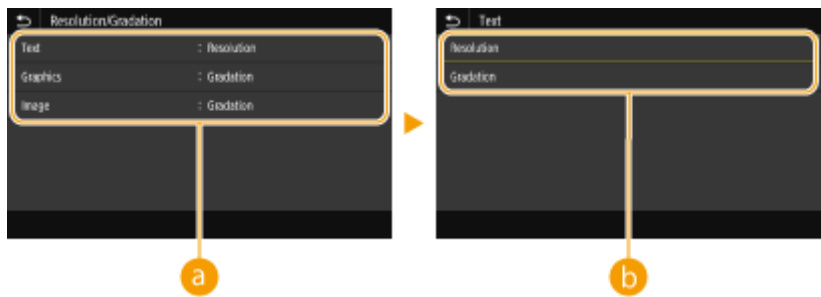 Resolution/Gradation
Text : Resolution
Graphics : Gradation
Image : Gradation
a
Text
Resolution
Gradation
b